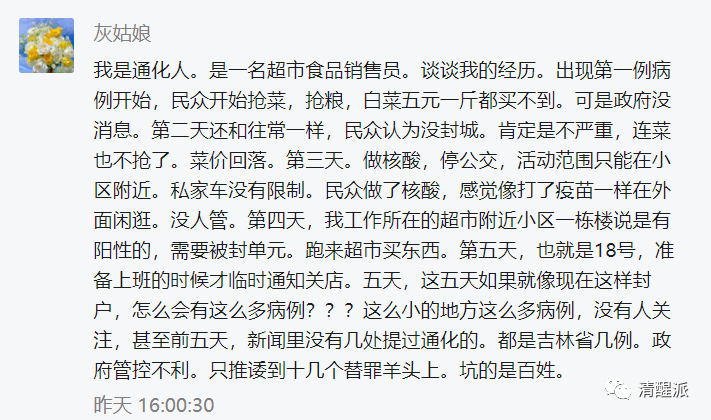 灰姑娘
我是通化人。是一名超市食品销售员。谈谈我的经历。出现第一例病
例开始，民众开始抢菜，抢粮，白菜五元一斤都买不到。可是政府没
消息。第二天还和往常一样，民众认为没封城。肯定是不严重，连菜
也不抢了。菜价回落。第三天。做核酸，停公交，活动范围只能在小
区附近。私家车没有限制。民众做了核酸，感觉像打了疫苗一样在外
面闲逛。没人管。第四天，我工作所在的超市附近小区一栋楼说是有
阳性的，需要被封单元。跑来超市买东西。第五天，也就是18号，准
备上班的时候才临时通知关店。五天，这五天如果就像现在这样封
户，怎么会有这么多病例？？？这么小的地方这么多病例，没有人关
注，甚至前五天，新闻里没有几处提过通化的。都是吉林省几例。政
府管控不利。只推诿到十几个替罪羊头上。坑的是百姓。
昨天 16:00:30
清醒派